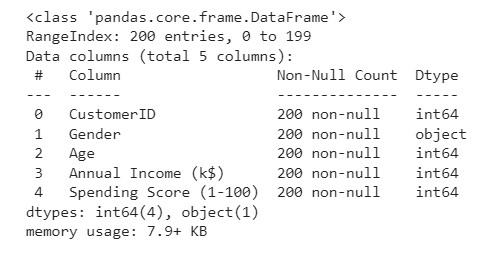 <class 'pandas.core.frame.DataFrame'>
RangeIndex: 200 entries, 0 to 199
Data columns (total 5 columns):
 #   Column                  Non-Null Count  Dtype
---  ------                  --------------  -----
 0   CustomerID              200 non-null    int64
 1   Gender                  200 non-null    object
 2   Age                     200 non-null    int64
 3   Annual Income (k$)      200 non-null    int64
 4   Spending Score (1-100)  200 non-null    int64
dtypes: int64(4), object(1)
memory usage: 7.9+ KB